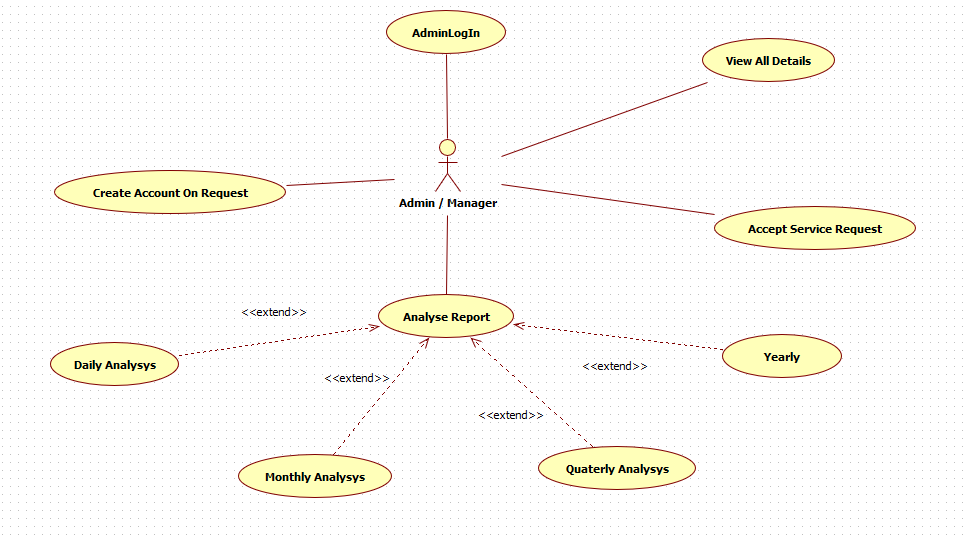 AdminLogIn
View All Details
Create Account On Request
Admin / Manager
Accept Service Request
<<extend>>
Analyse Report
Daily Analysys
Yearly
<<extend>>
<<extend>>
<<extend>>
Monthly Analysys
Quaterly Analysys